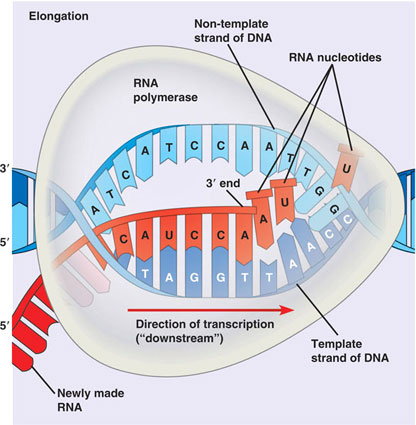 Elongation
Non-template
strand of DNA
RNA nucleotides
RNA
polymerase
3′
5′
5′
3′ end
A T C A T C C A A T T G G
U
C A U C C A A U
T A G G T T A A C C
Direction of transcription
(“downstream”)
Template
strand of DNA
Newly made
RNA